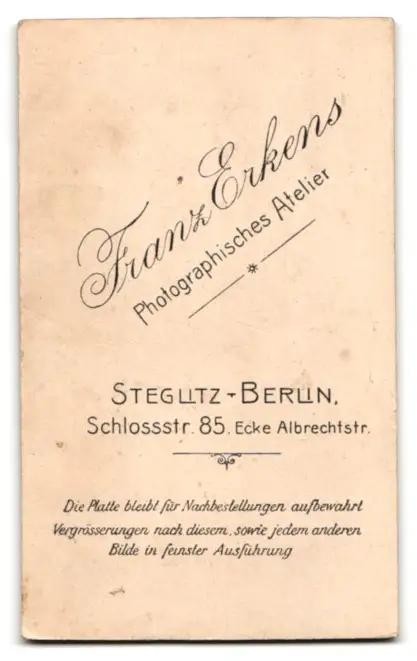 Franz Erkens
Photographisches Atelier
STEGLITZ-BERLIN,
Schlossstr. 85. Ecke Albrechtstr.
Die Platte bleibt für Nachbestellungen aufbewahrt
Vergrösserungen nach diesem, sowie jedem anderen
Bilde in feinster Ausführung